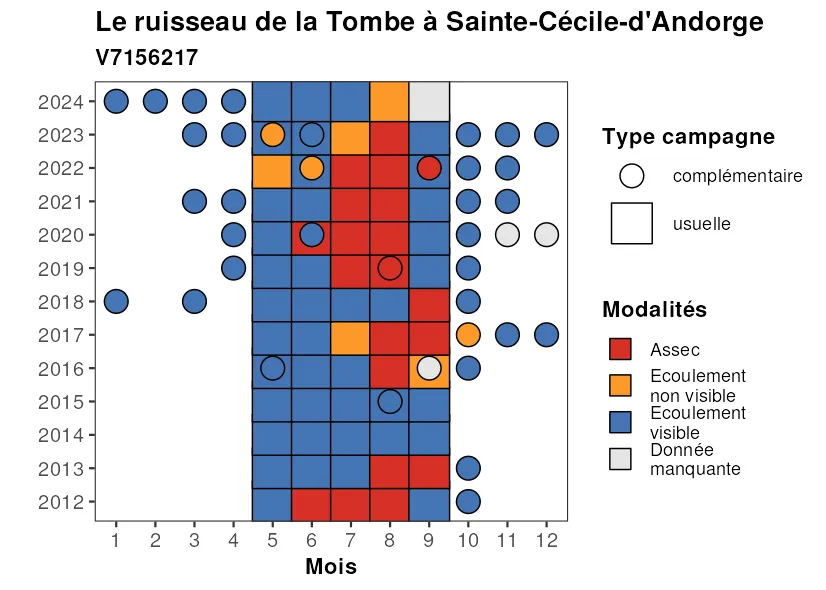 Le ruisseau de la Tombe à Sainte-Cécile-d'Andorge
V7156217
2024
2023
2022
2021
2020
2019
2018
2017
2016
2015
2014
2013
2012
1 2 3 4 5 6 7 8 9 10 11 12
Mois
Type campagne
complémentaire
usuelle
Modalités
Assec
Ecoulement
non visible
Ecoulement
visible
Donnée
manquante